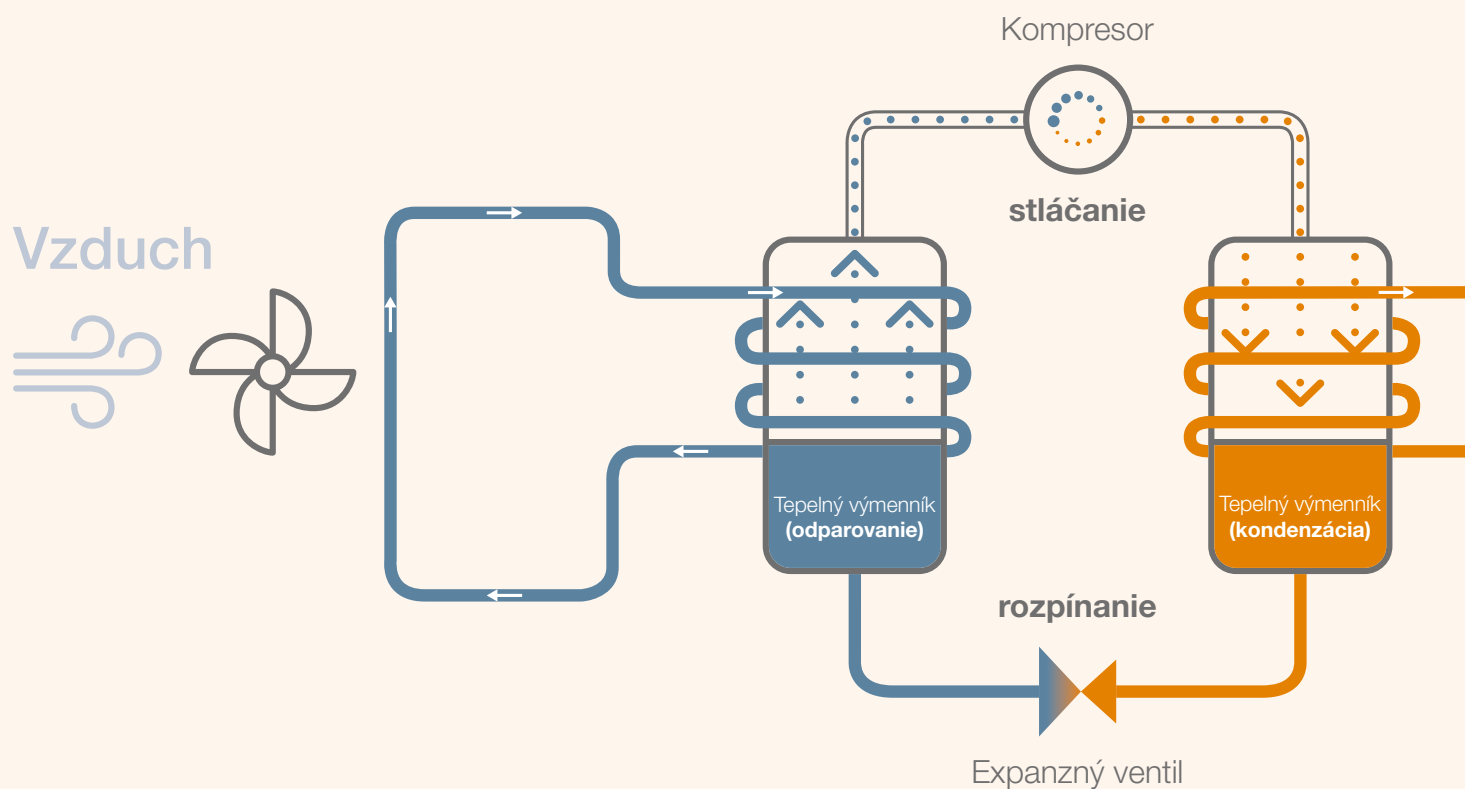 Kompresor
stláčanie
Vzduch
Tepelný výmenník
(odparovanie)
Tepelný výmenník
(kondenzácia)
rozpínanie
Expanzný ventil